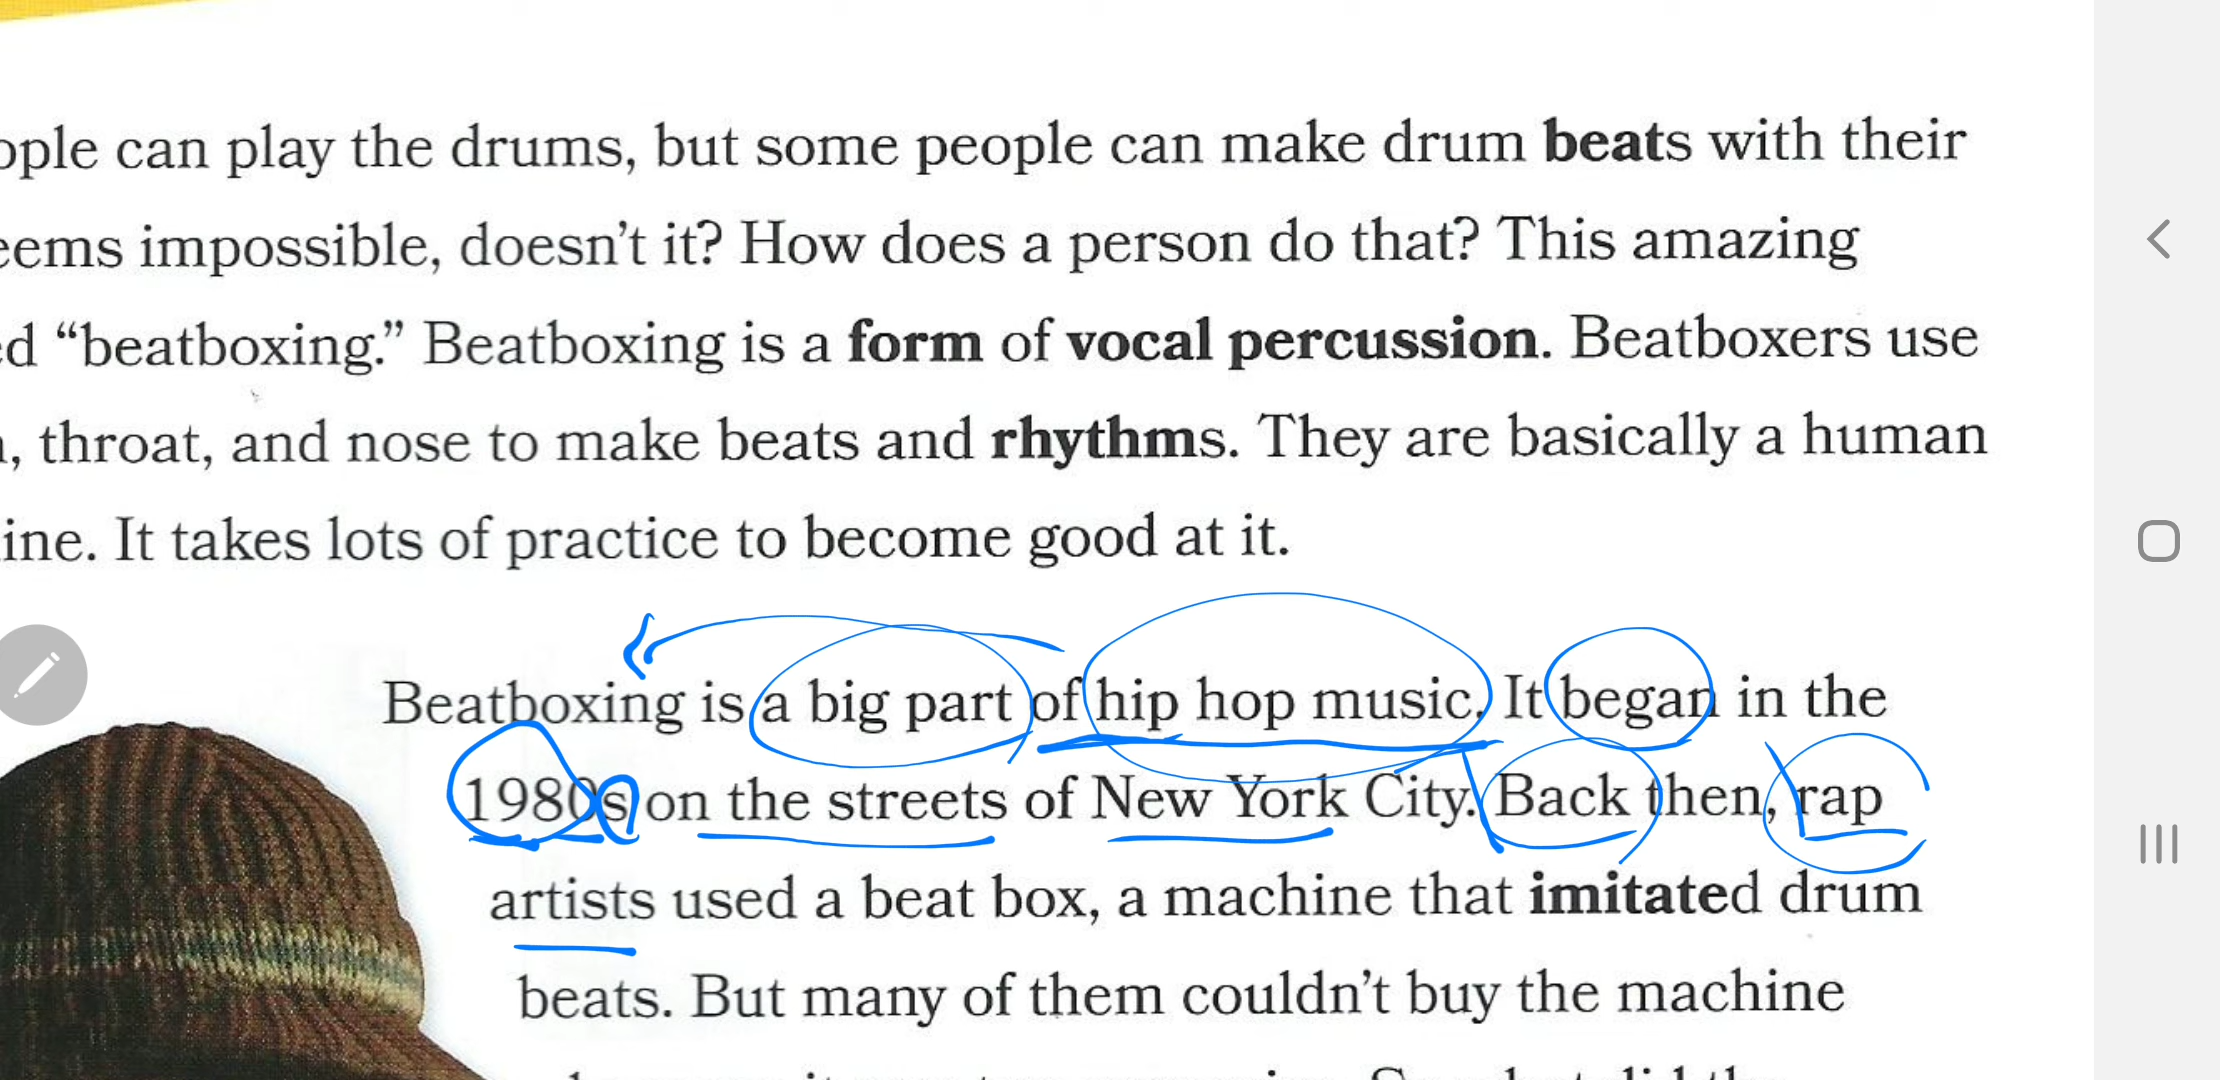 can play the drums, but some people can make drum beats with their
impossible, doesn't it? How does a person do that? This amazing
“beatboxing.” Beatboxing is a form of vocal percussion. Beatboxers use
, throat, and nose to make beats and rhythms. They are basically a human
ine. It takes lots of practice to become good at it.
Beatboxing is a big part of hip hop music. It began in the
1980s on the streets of New York City. Back then, rap
artists used a beat box, a machine that imitated drum
beats. But many of them couldn't buy the machine